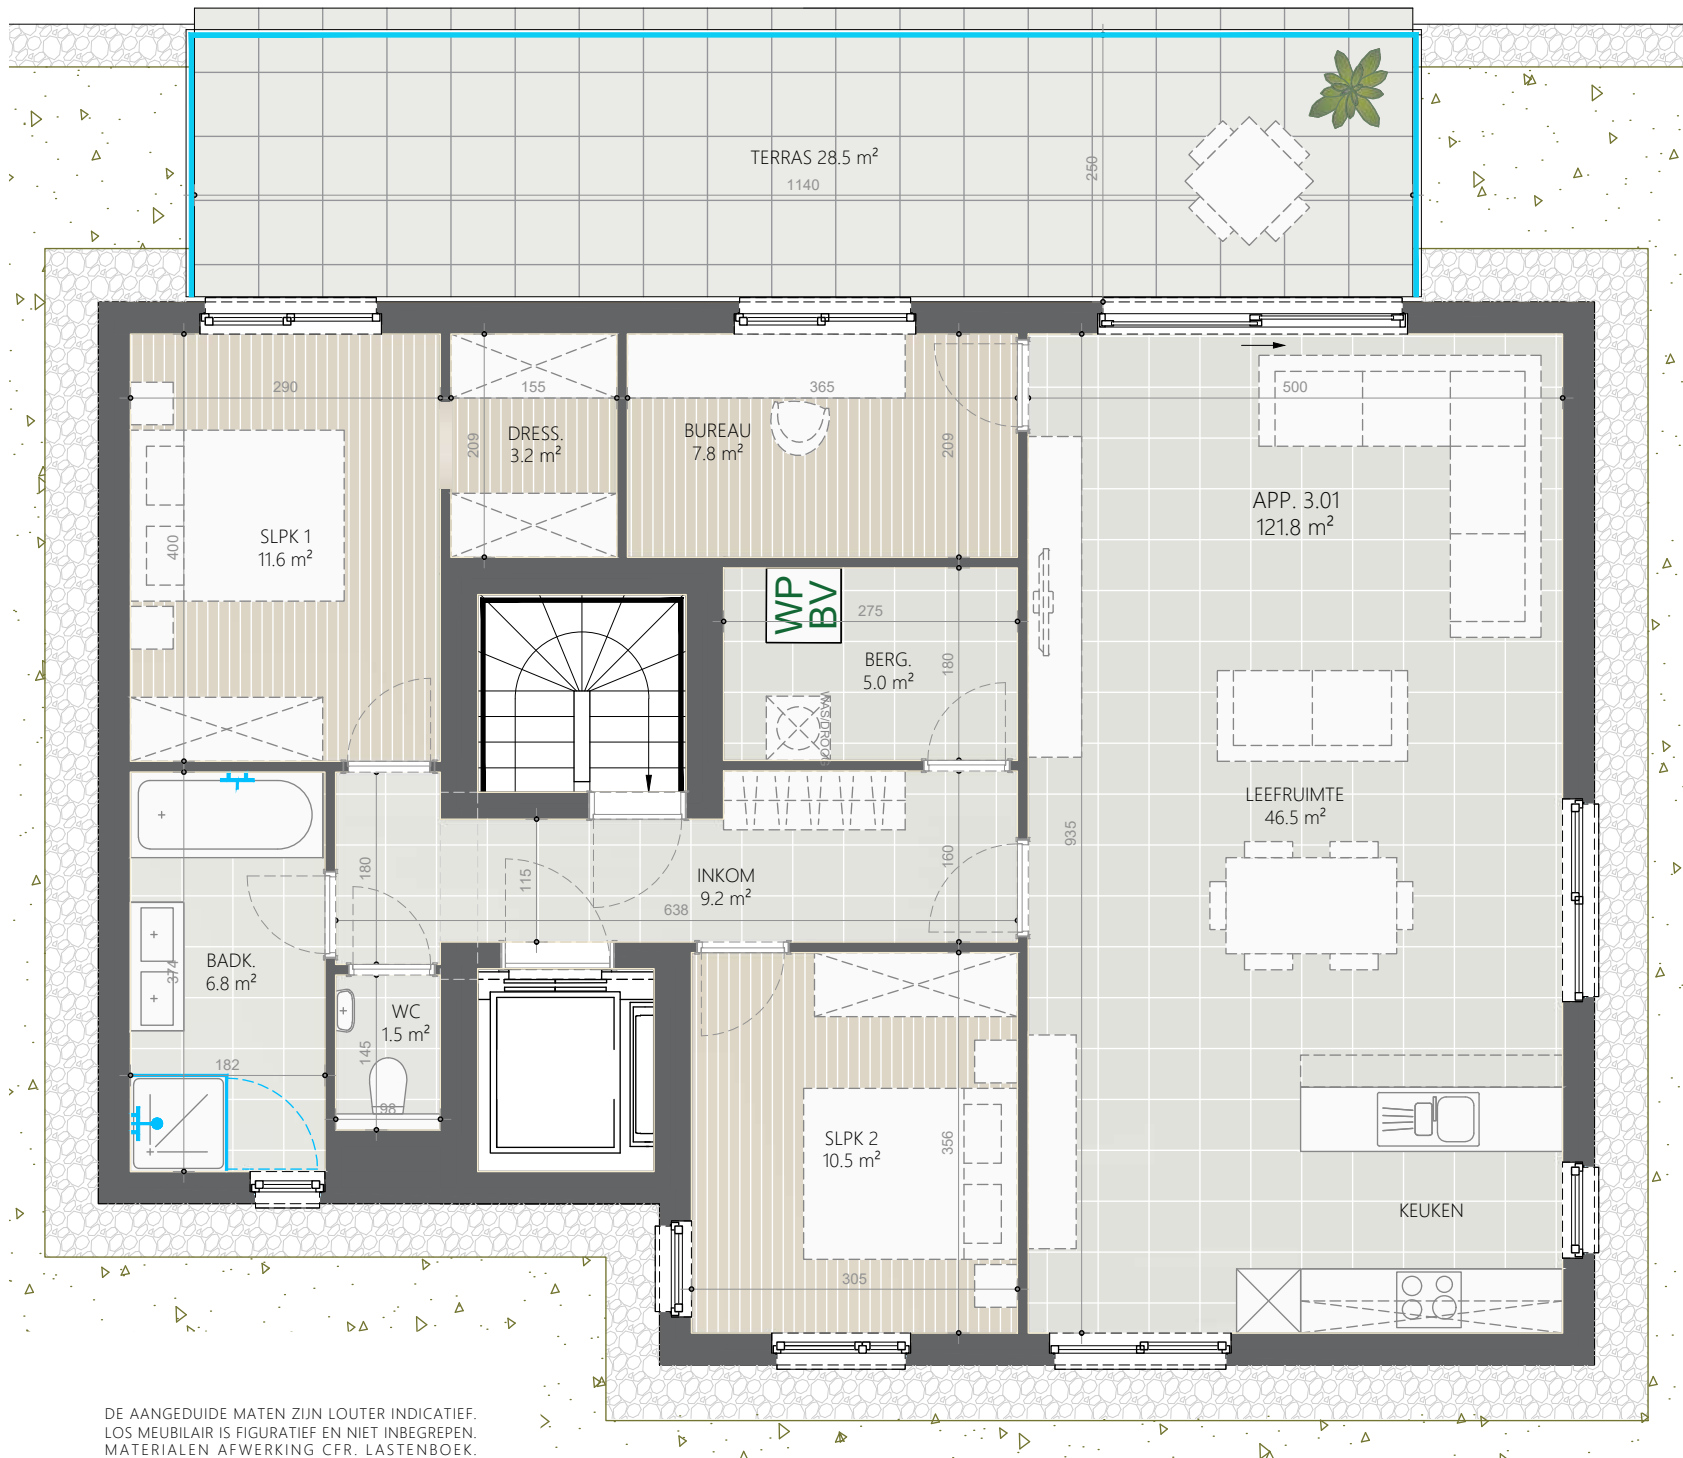 TERRAS 28.5 m²
1140
250
290
155
365
500
209
209
DRESS.
3.2 m²
BUREAU
7.8 m²
APP. 3.01
121.8 m²
SLPK 1
11.6 m²
400
WP
BV
275
BERG.
5.0 m²
180
WAS/DROOG
LEEFRUIMTE
46.5 m²
935
180
115
160
INKOM
9.2 m²
638
BADK.
6.8 m²
374
WC
1.5 m²
145
182
98
SLPK 2
10.5 m²
356
305
KEUKEN
DE AANGEDUIDE MATEN ZIJN LOUTER INDICATIEF.
LOS MEUBILAIR IS FIGURATIEF EN NIET INBEGREPEN.
MATERIALEN AFWERKING CFR. LASTENBOEK.